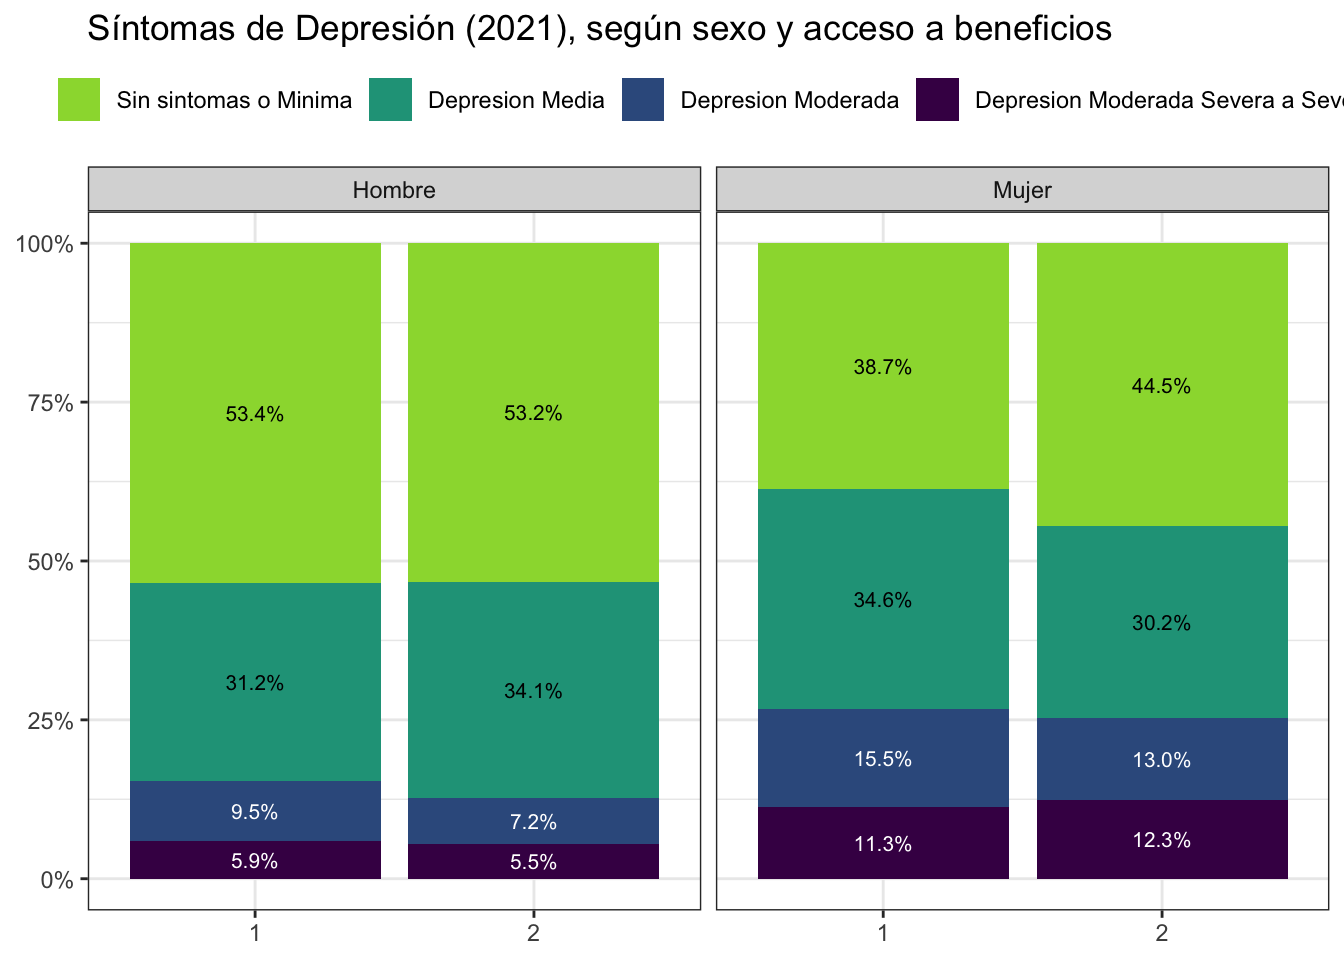 Síntomas de Depresión (2021), según sexo y acceso a beneficios
Sin sintomas o Minima Depresion Media Depresion Moderada Depresion Moderada Severa a
Hombre Mujer
100%
75%
50%
25%
0%
53.4% 53.2% 38.7% 44.5%
31.2% 34.1% 34.6% 30.2%
9.5% 7.2% 15.5% 13.0%
5.9% 5.5% 11.3% 12.3%
1 2 1 2